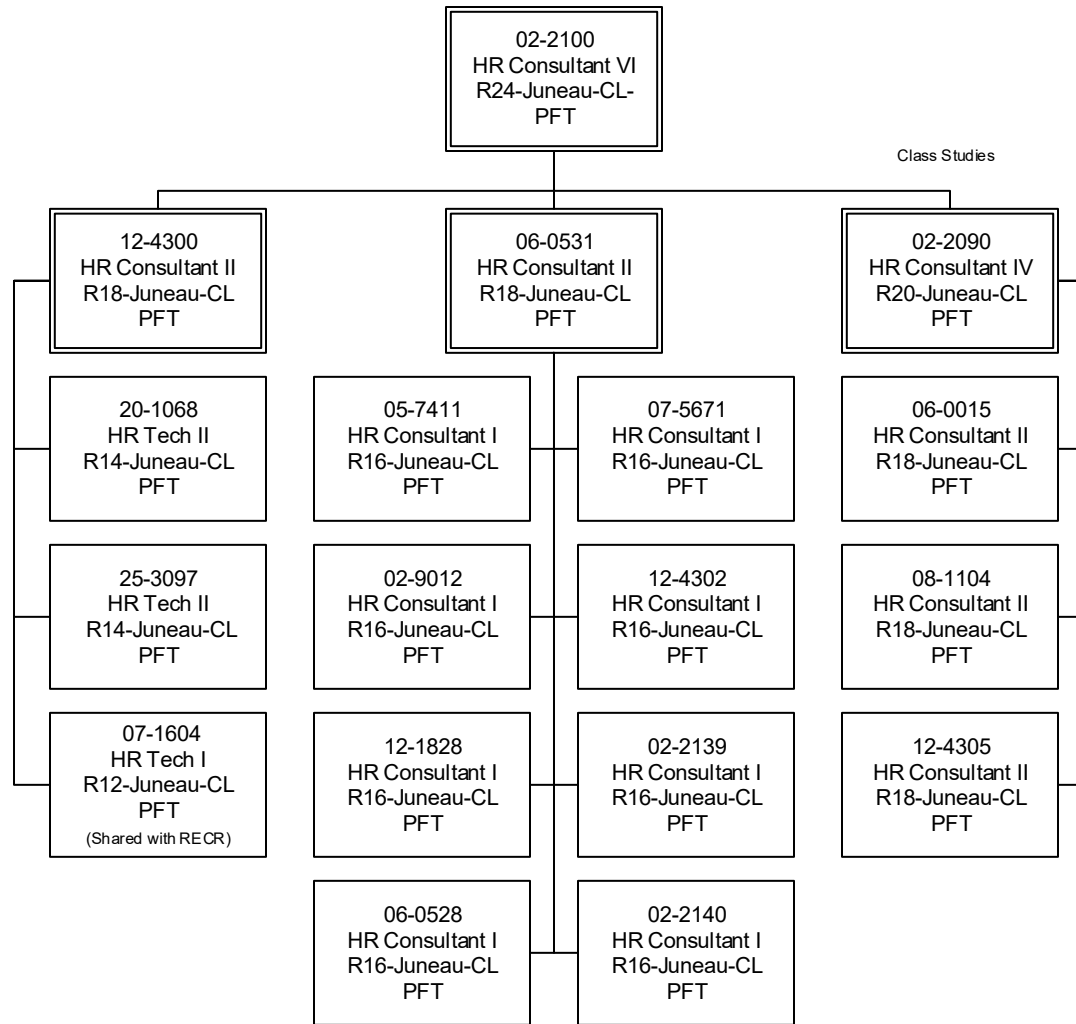 02-2100
HR Consultant VI
R24-Juneau-CL-
PFT
Class Studies
12-4300
HR Consultant II
R18-Juneau-CL
PFT
06-0531
HR Consultant II
R18-Juneau-CL
PFT
02-2090
HR Consultant IV
R20-Juneau-CL
PFT
20-1068
HR Tech II
R14-Juneau-CL
PFT
05-7411
HR Consultant I
R16-Juneau-CL
PFT
07-5671
HR Consultant I
R16-Juneau-CL
PFT
06-0015
HR Consultant II
R18-Juneau-CL
PFT
25-3097
HR Tech II
R14-Juneau-CL
PFT
02-9012
HR Consultant I
R16-Juneau-CL
PFT
12-4302
HR Consultant I
R16-Juneau-CL
PFT
08-1104
HR Consultant II
R18-Juneau-CL
PFT
07-1604
HR Tech I
R12-Juneau-CL
PFT
(Shared with RECR)
12-1828
HR Consultant I
R16-Juneau-CL
PFT
02-2139
HR Consultant I
R16-Juneau-CL
PFT
12-4305
HR Consultant II
R18-Juneau-CL
PFT
06-0528
HR Consultant I
R16-Juneau-CL
PFT
02-2140
HR Consultant I
R16-Juneau-CL
PFT